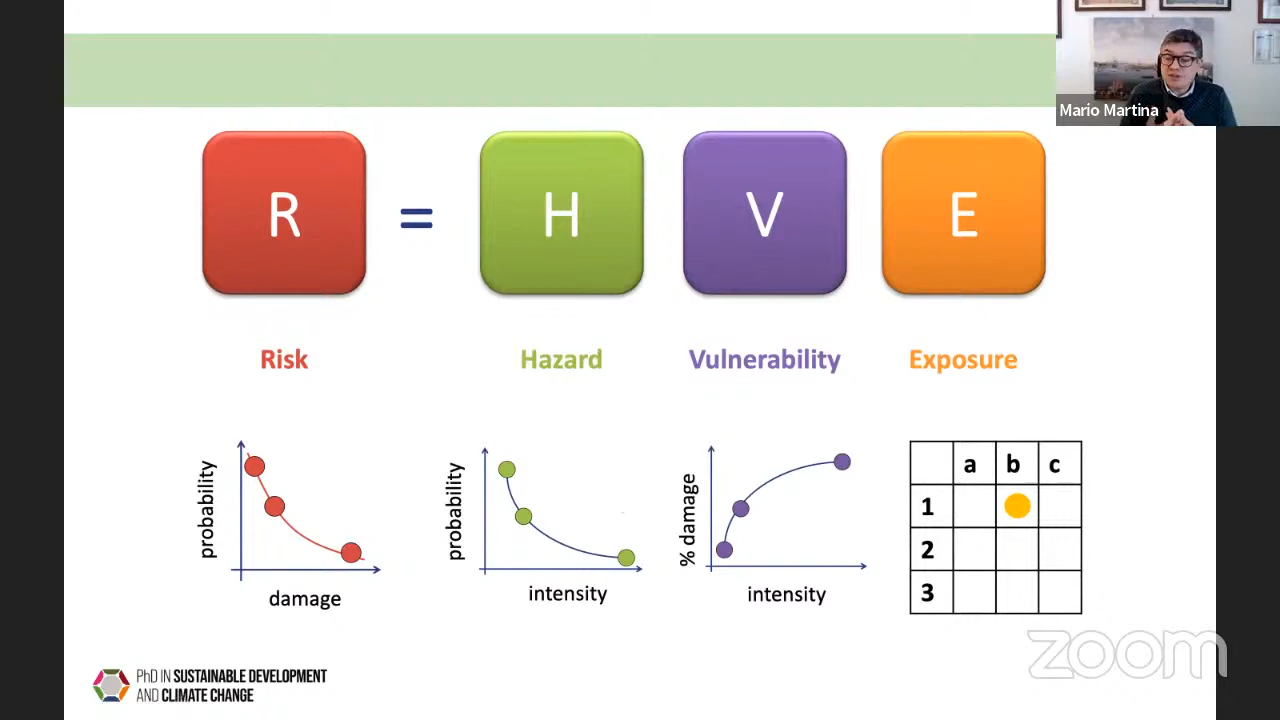 Mario Martina
R = H V E
Risk Hazard Vulnerability Exposure
probability
damage
probability
intensity
% damage
intensity
a b c
1
2
3
zoom
PhD IN SUSTAINABLE DEVELOPMENT
AND CLIMATE CHANGE